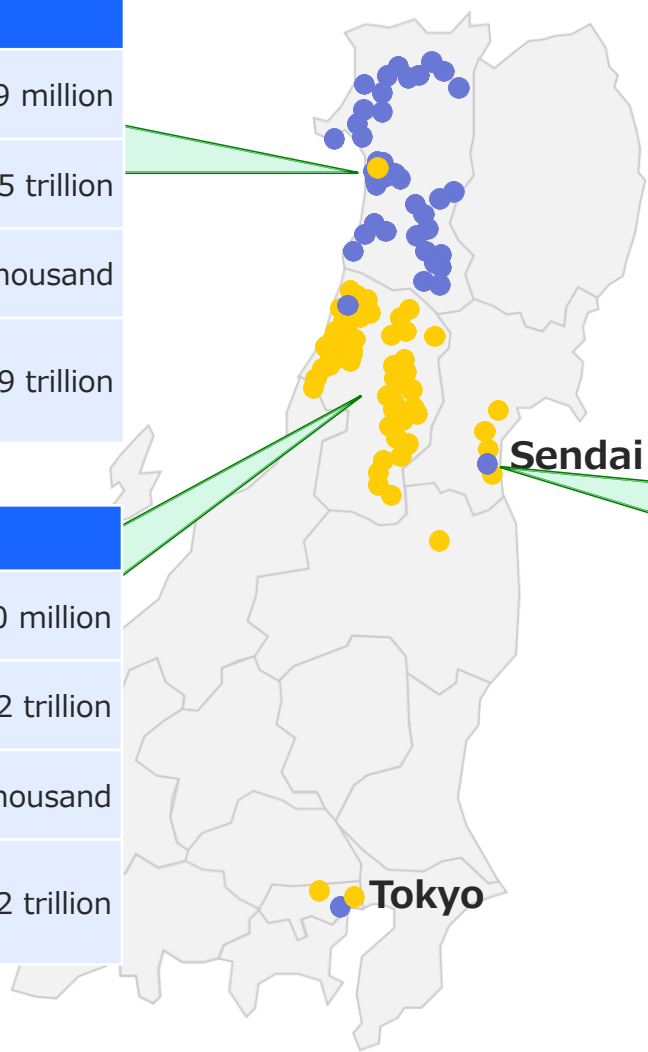 9 million
5 trillion
housand
9 trillion
Sendai
0 million
2 trillion
housand
2 trillion
Tokyo